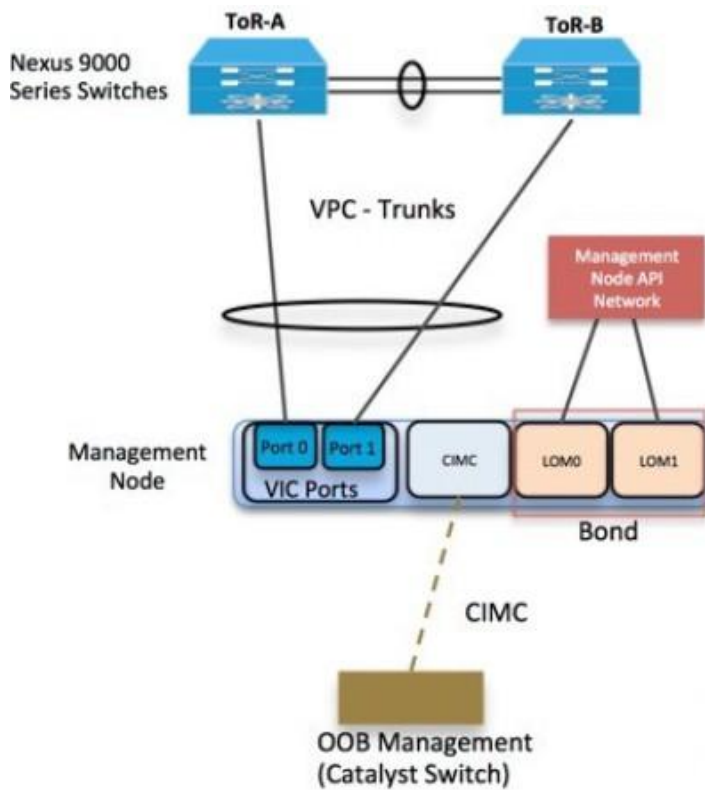 ToR-A
ToR-B
Nexus 9000
Series Switches
VPC - Trunks
Management
Node API
Network
Management
Node
Port 0
Port 1
VIC Ports
CIMC
LOM0
LOM1
Bond
CIMC
OOB Management
(Catalyst Switch)